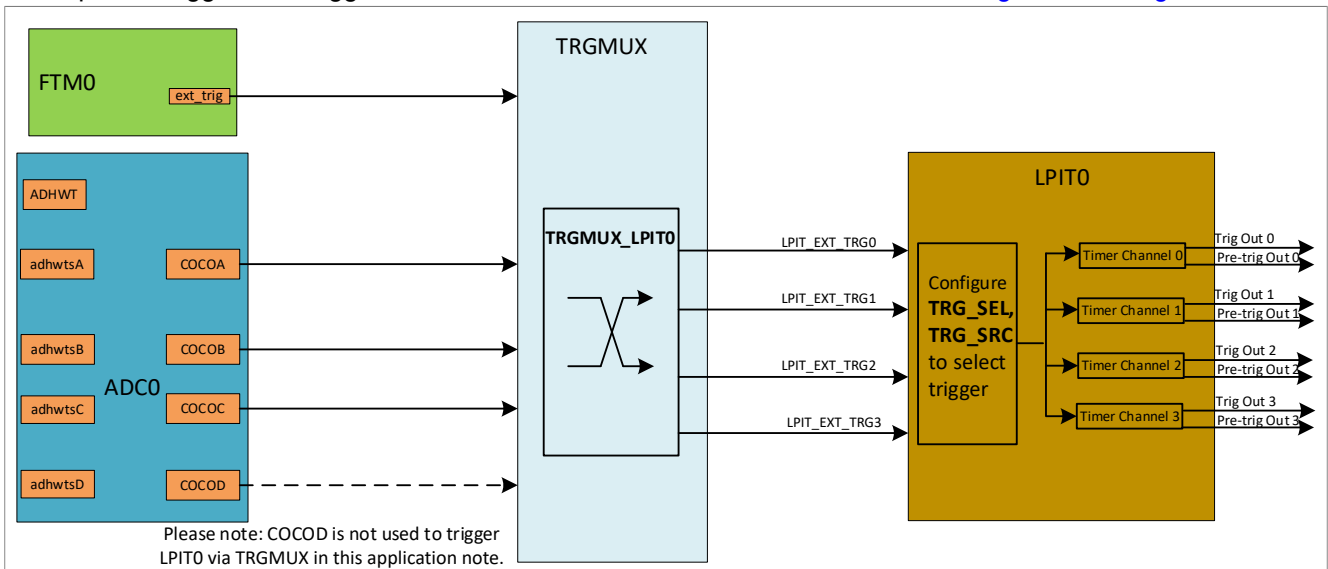 TRGMUX
FTM0
ext_trig
ADHWT
adhwtsA
COCOA
adhwtsB
COCOB
ADC0
adhwtsC
COCOC
adhwtsD
COCOD
Please note: COCOD is not used to trigger
LPIT0 via TRGMUX in this application note.
TRGMUX_LPIT0
LPIT_EXT_TRG0
LPIT_EXT_TRG1
LPIT_EXT_TRG2
LPIT_EXT_TRG3
LPIT0
Configure
TRG_SEL,
TRG_SRC
to select
trigger
Timer Channel 0
Timer Channel 1
Timer Channel 2
Timer Channel 3
Trig Out 0
Pre-trig Out 0
Trig Out 1
Pre-trig Out 1
Trig Out 2
Pre-trig Out 2
Trig Out 3
Pre-trig Out 3